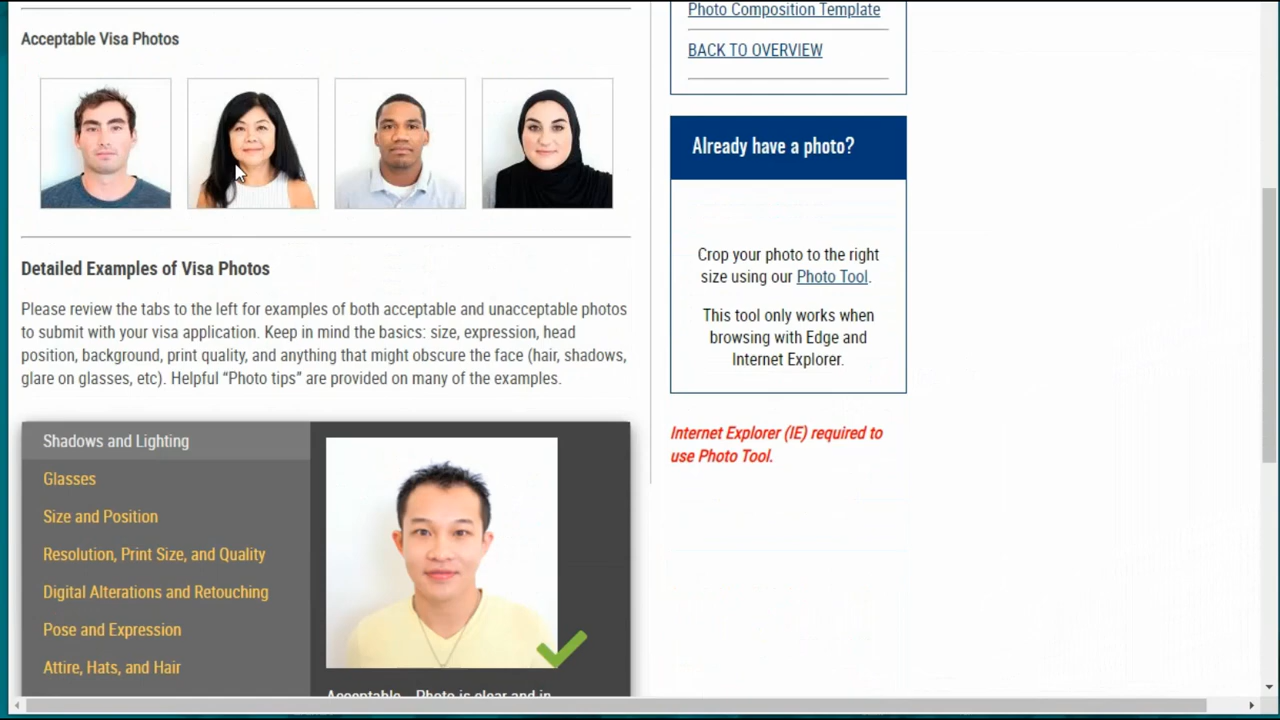 Photo Composition Template
BACK TO OVERVIEW
Acceptable Visa Photos
Already have a photo?
Crop your photo to the right
size using our Photo Tool.
This tool only works when
browsing with Edge and
Internet Explorer.
Internet Explorer (IE) required to
use Photo Tool.
Detailed Examples of Visa Photos
Please review the tabs to the left for examples of both acceptable and unacceptable photos
to submit with your visa application. Keep in mind the basics: size, expression, head
position, background, print quality, and anything that might obscure the face (hair, shadows,
glare on glasses, etc). Helpful “Photo tips” are provided on many of the examples.
Shadows and Lighting
Glasses
Size and Position
Resolution, Print Size, and Quality
Digital Alterations and Retouching
Pose and Expression
Attire, Hats, and Hair
Acceptable - Photo is clear and in